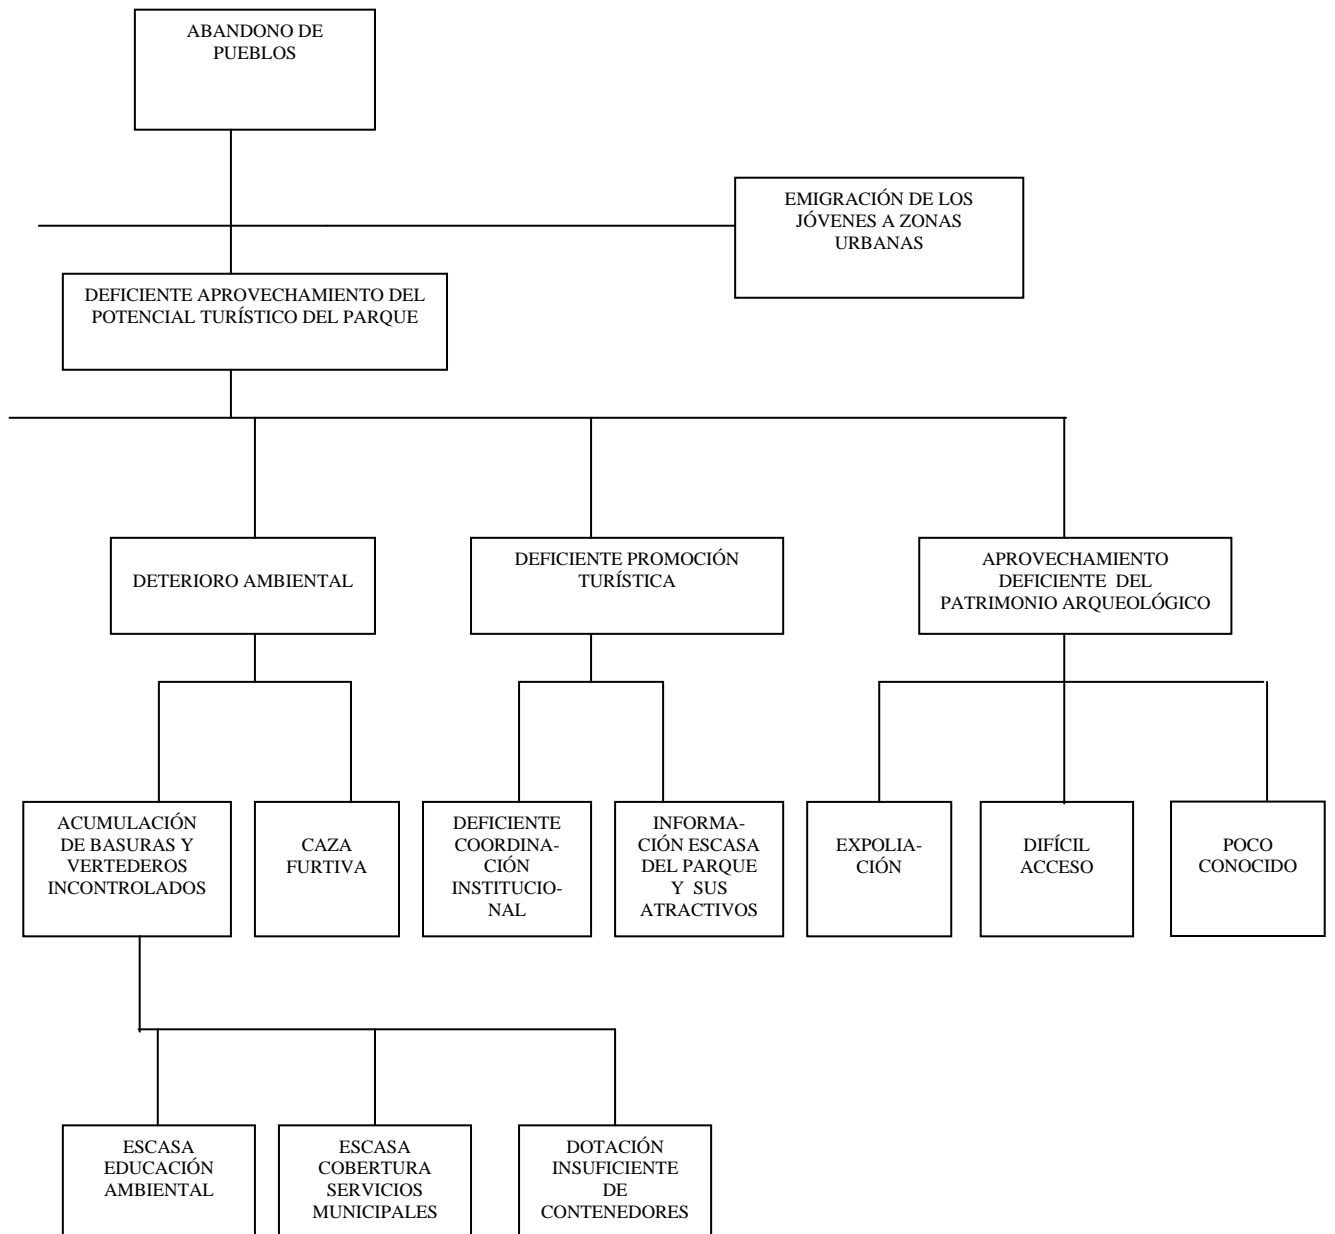 ABANDONO DE
PUEBLOS
EMIGRACIÓN DE LOS
JÓVENES A ZONAS
URBANAS
DEFICIENTE APROVECHAMIENTO DEL
POTENCIAL TURÍSTICO DEL PARQUE
DETERIORO AMBIENTAL
DEFICIENTE PROMOCIÓN
TURÍSTICA
APROVECHAMIENTO
DEFICIENTE DEL
PATRIMONIO ARQUEOLÓGICO
ACUMULACIÓN
DE BASURAS Y
VERTEDEROS
INCONTROLADOS
CAZA
FURTIVA
DEFICIENTE
COORDINA-
CIÓN
INSTITUCIO-
NAL
INFORMA-
CIÓN ESCASA
DEL PARQUE
Y SUS
ATRACTIVOS
EXPOLIA-
CIÓN
DIFÍCIL
ACCESO
POCO
CONOCIDO
ESCASA
EDUCACIÓN
AMBIENTAL
ESCASA
COBERTURA
SERVICIOS
MUNICIPALES
DOTACIÓN
INSUFICIENTE
DE
CONTENEDORES